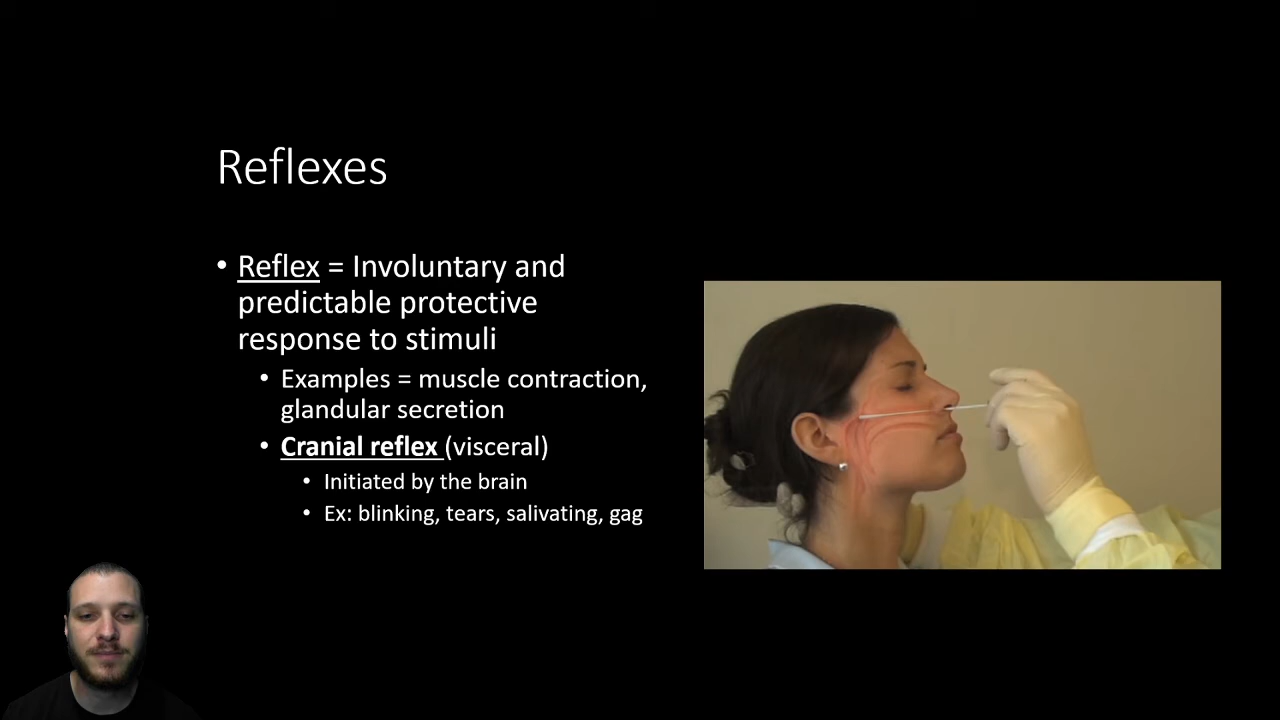 Reflexes
• Reflex = Involuntary and
predictable protective
response to stimuli
• Examples = muscle contraction,
glandular secretion
• Cranial reflex (visceral)
• Initiated by the brain
• Ex: blinking, tears, salivating, gag